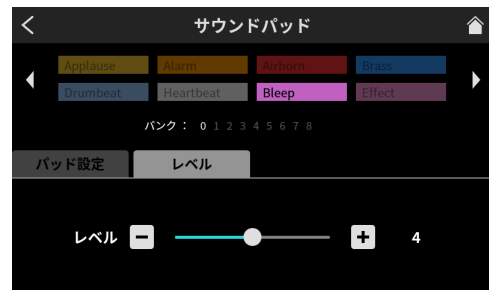 サウンドパッド
Applause Alarm Airhorn Brass
Drumbeat Heartbeat Bleep Effect
バンク： 0 1 2 3 4 5 6 7 8
パッド設定 レベル
レベル 4